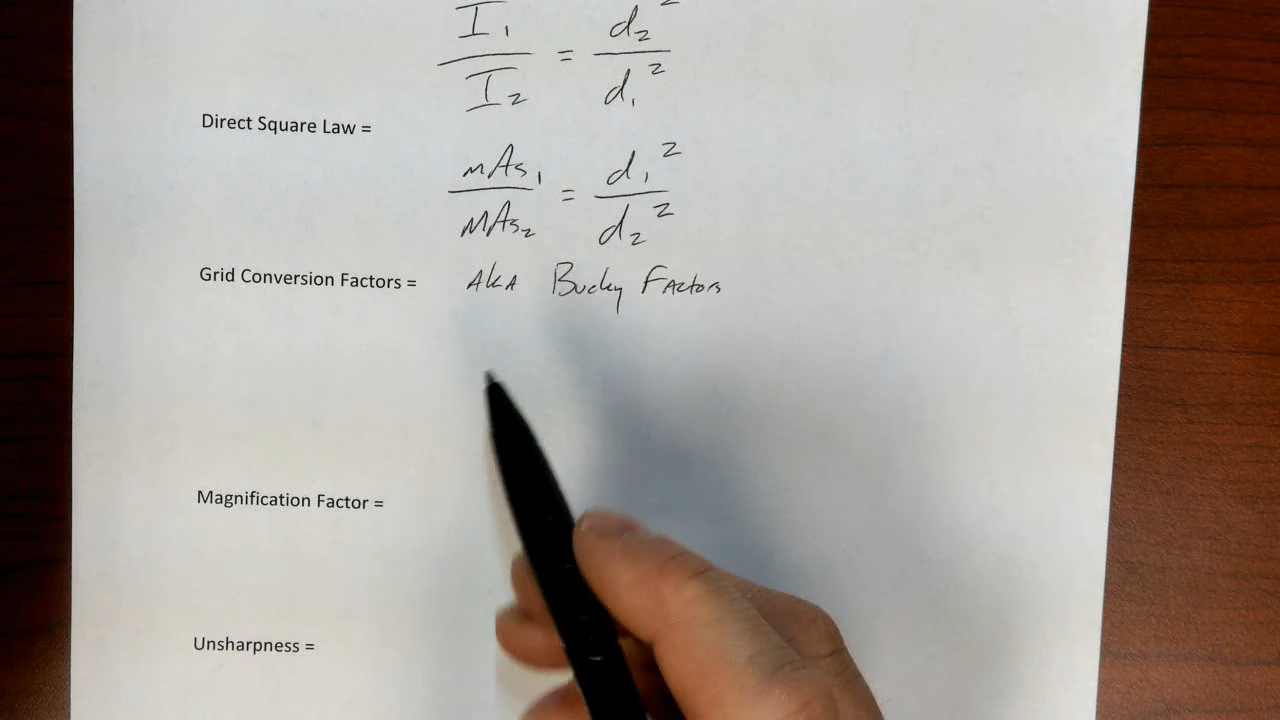 I₁ / I₂ = d₂² / d₁²
Direct Square Law =
mAs₁ / MAs₂ = d₁² / d₂²
Grid Conversion Factors = AKA Bucky Factors
Magnification Factor =
Unsharpness =